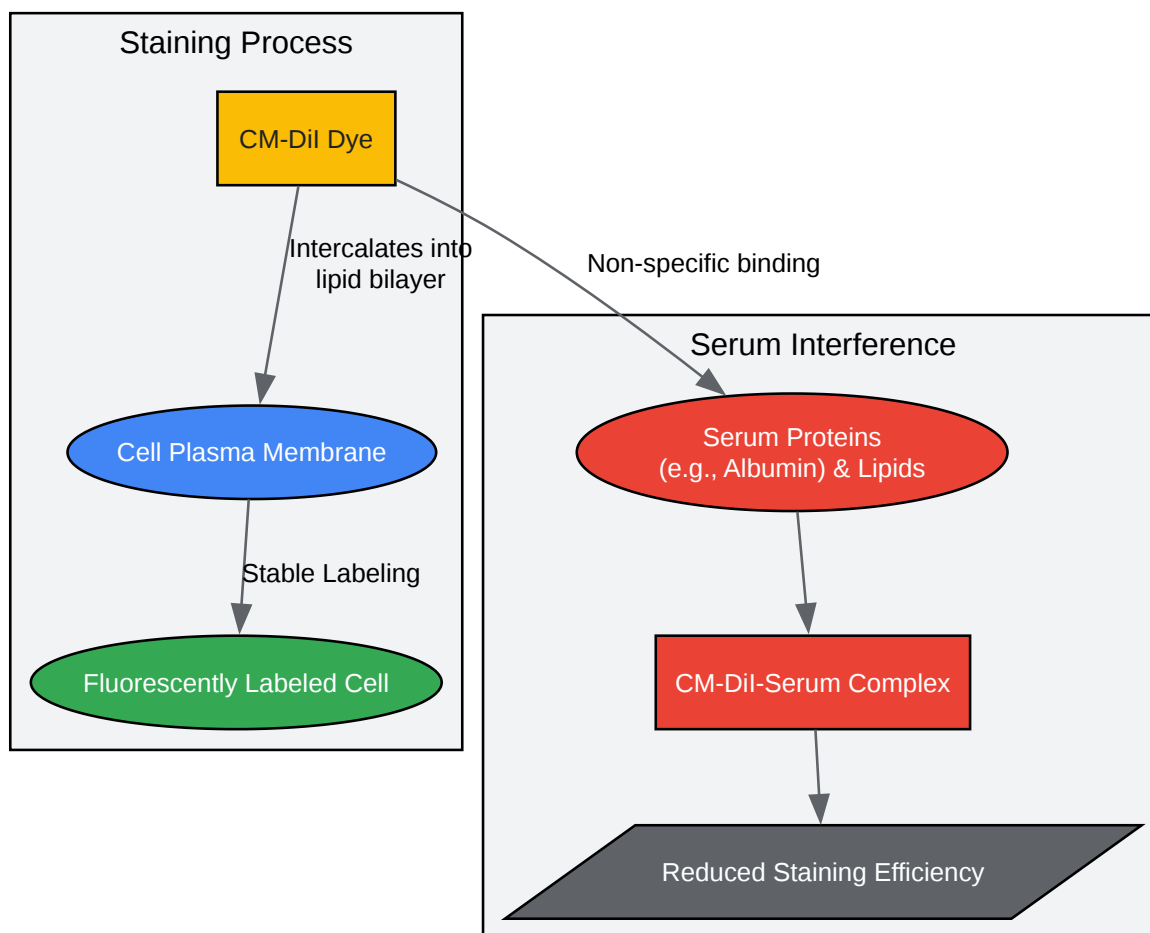 Staining Process
CM-DiI Dye
Intercalates into
lipid bilayer
Non-specific binding
Cell Plasma Membrane
Stable Labeling
Fluorescently Labeled Cell
Serum Interference
Serum Proteins
(e.g., Albumin) & Lipids
CM-DiI-Serum Complex
Reduced Staining Efficiency